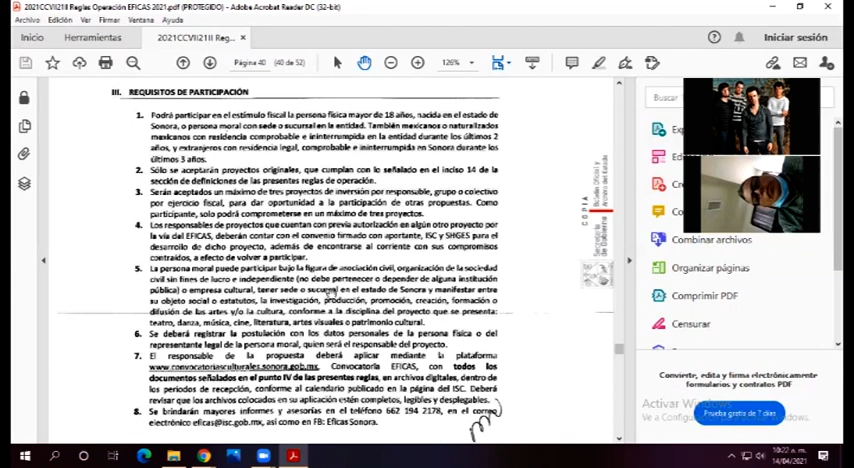 2021CCVII21II Reglas Operación EFICAS 2021.pdf (PROTEGIDO) - Adobe Acrobat Reader DC (32-bit)
Archivo Edición Ver Firmar Ventana Ayuda
Inicio Herramientas 2021CCVII21II Reg... × Iniciar sesión
Página 40 (40 de 52) 126%
III. REQUISITOS DE PARTICIPACIÓN
1. Podrá participar en el estímulo fiscal la persona física mayor de 18 años, nacida en el estado de
Sonora, o persona moral con sede o sucursal en la entidad. También mexicanos o naturalizados
mexicanos con residencia comprobable e ininterrumpida en la entidad durante los últimos 2
años, y extranjeros con residencia legal, comprobable e ininterrumpida en Sonora durante los
últimos 3 años.
2. Sólo se aceptarán proyectos originales, que cumplan con lo señalado en el inciso 14 de la
sección de definiciones de las presentes reglas de operación.
3. Serán aceptados un máximo de tres proyectos de inversión por responsable, grupo o colectivo
por ejercicio fiscal, para dar oportunidad a la participación de otras propuestas. Como
participante, solo podrá comprometerse en un máximo de tres proyectos.
4. Los responsables de proyectos que cuentan con previa autorización en algún otro proyecto por
la vía del EFICAS, deberán contar con el convenio firmado con aportante, ISC y SHGES para el
desarrollo de dicho proyecto, además de encontrarse al corriente con sus compromisos
contraídos, a efecto de volver a participar.
5. La persona moral puede participar bajo la figura de asociación civil, organización de la sociedad
civil sin fines de lucro e independiente (no debe pertenecer o depender de alguna institución
pública) o empresa cultural, tener sede o sucursal en el estado de Sonora y manifestar entre
su objeto social o estatutos, la investigación, producción, promoción, creación, formación o
difusión de las artes y/o la cultura, conforme a la disciplina del proyecto que se presenta:
teatro, danza, música, cine, literatura, artes visuales o patrimonio cultural.
6. Se deberá registrar la postulación con los datos personales de la persona física o del
representante legal de la persona moral, quien será el responsable del proyecto.
7. El responsable de la propuesta deberá aplicar mediante la plataforma
www.convocatoriasculturales.sonora.gob.mx, Convocatoria EFICAS, con todos los
documentos señalados en el punto IV de las presentes reglas, en archivos digitales, dentro de
los periodos de recepción, conforme al calendario publicado en la página del ISC. Deberá
revisar que los archivos colocados en su aplicación estén completos, legibles y desplegables.
8. Se brindarán mayores informes y asesorías en el teléfono 662 194 2178, en el correo
electrónico eficas@isc.gob.mx, así como en FB: Eficas Sonora.
COPIA
Secretaría de Gobierno
Boletín Oficial y
Archivo del Estado
Buscar
Exp
Edi
Cre
Co
Combinar archivos
Organizar páginas
Comprimir PDF
Censurar
Convierte, edita y firma electrónicamente
formularios y contratos PDF
Activar Windows
Ve a Config
Prueba gratis de 7 días
10:22 p. m.
14/04/2021